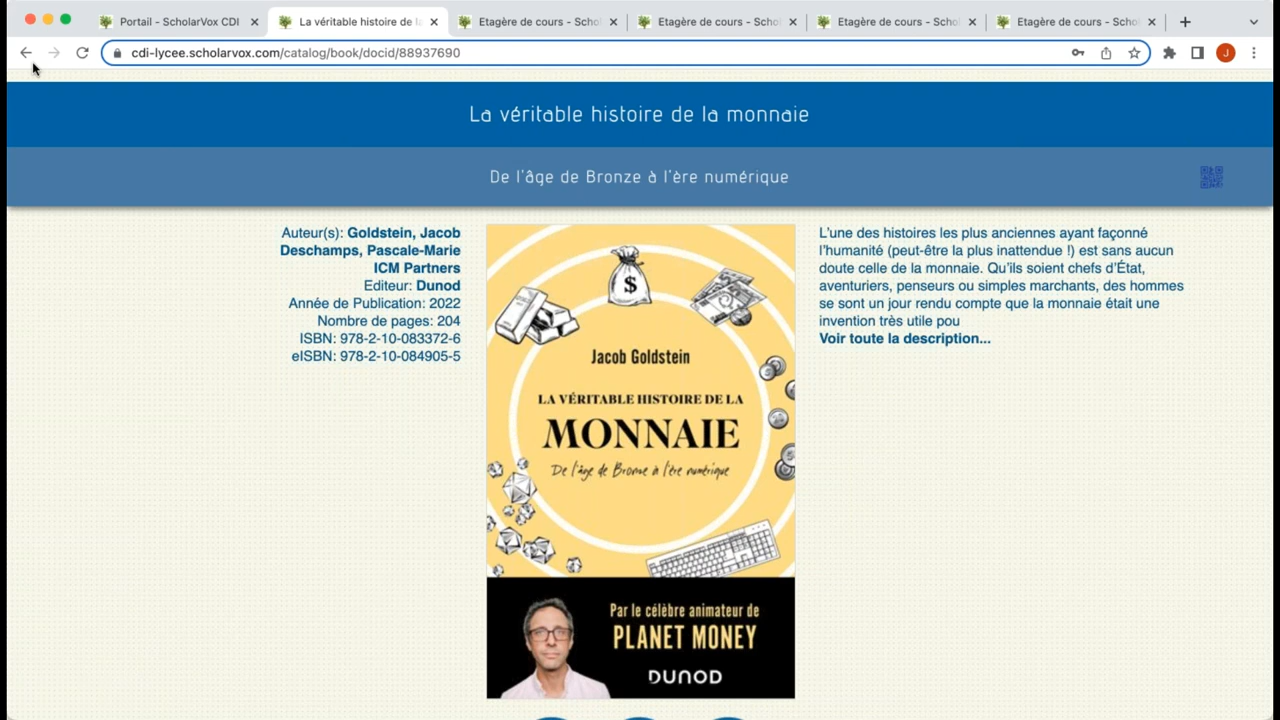 Portail - ScholarVox CDI
La véritable histoire de la
Etagère de cours - Schol
Etagère de cours - Schol
Etagère de cours - Schol
Etagère de cours - Schol
cdi-lycee.scholarvox.com/catalog/book/docid/88937690
J
La véritable histoire de la monnaie
De l'âge de Bronze à l'ère numérique
Auteur(s): Goldstein, Jacob
Deschamps, Pascale-Marie
ICM Partners
Editeur: Dunod
Année de Publication: 2022
Nombre de pages: 204
ISBN: 978-2-10-083372-6
eISBN: 978-2-10-084905-5
$
Jacob Goldstein
LA VÉRITABLE HISTOIRE DE LA
MONNAIE
De l'âge de Bronze à l'ère numérique
Par le célèbre animateur de
PLANET MONEY
DUNOD
L'une des histoires les plus anciennes ayant façonné
l'humanité (peut-être la plus inattendue !) est sans aucun
doute celle de la monnaie. Qu'ils soient chefs d'État,
aventuriers, penseurs ou simples marchants, des hommes
se sont un jour rendu compte que la monnaie était une
invention très utile pou
Voir toute la description...